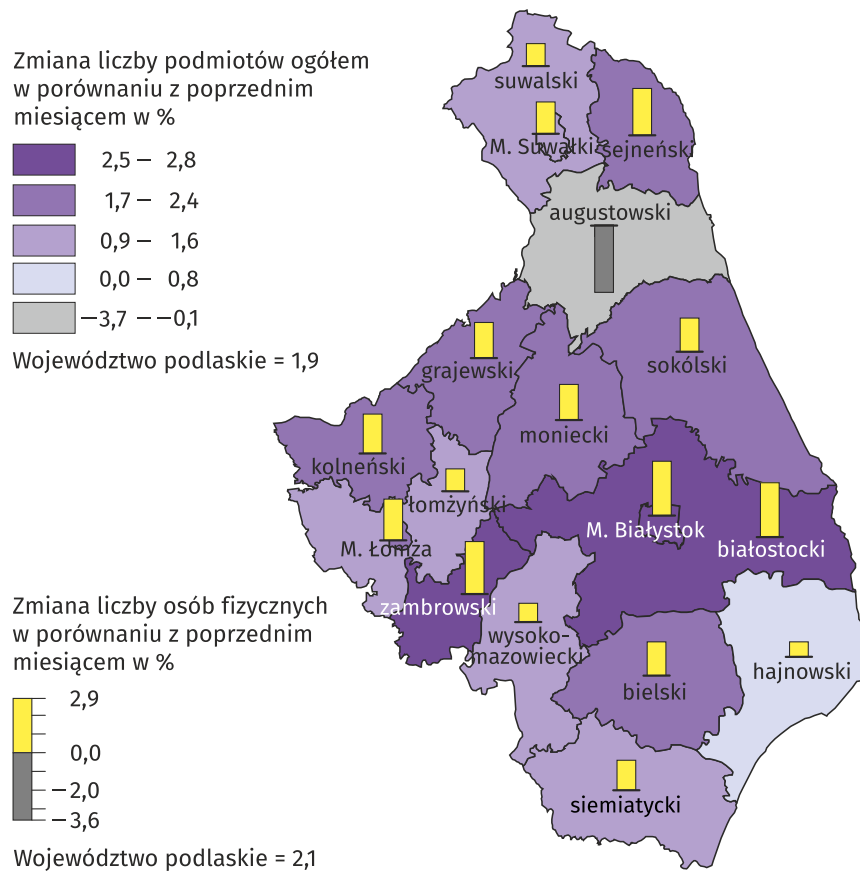 Zmiana liczby podmiotów ogółem
w porównaniu z poprzednim
miesiącem w %
2,5 – 2,8
1,7 – 2,4
0,9 – 1,6
0,0 – 0,8
–3,7 – –0,1
Województwo podlaskie = 1,9
suwalski
M. Suwałki
sejneński
augustowski
grajewski
sokólski
moniecki
kolneński
łomżyński
M. Łomża
M. Białystok
białostocki
zambrowski
wysoko-
mazowiecki
bielski
hajnowski
siemiatycki
Zmiana liczby osób fizycznych
w porównaniu z poprzednim
miesiącem w %
2,9
0,0
–2,0
–3,6
Województwo podlaskie = 2,1